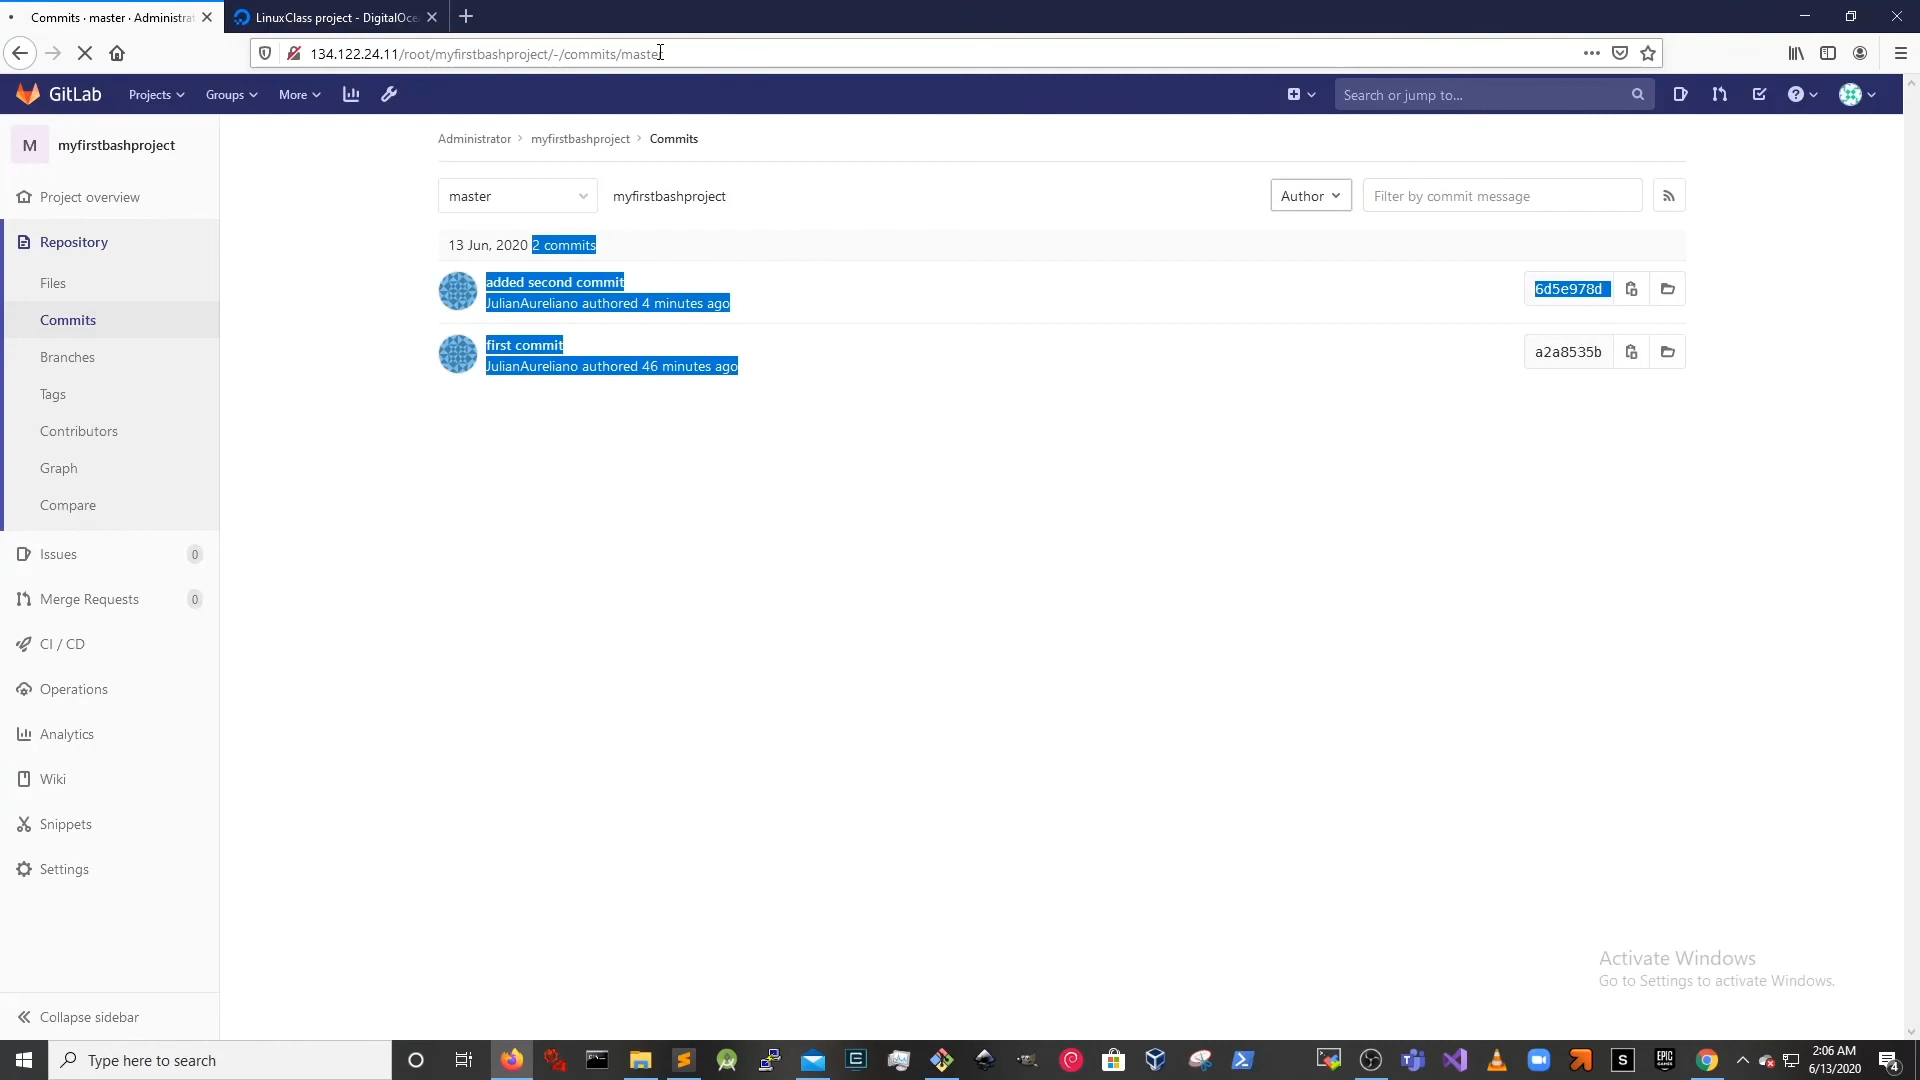 Commits · master · Administrat
LinuxClass project - DigitalOce
134.122.24.11/root/myfirstbashproject/-/commits/master
GitLab
Projects
Groups
More
Search or jump to...
M
myfirstbashproject
Administrator > myfirstbashproject > Commits
Project overview
master
myfirstbashproject
Author
Filter by commit message
Repository
13 Jun, 2020 2 commits
Files
added second commit
JulianAureliano authored 4 minutes ago
6d5e978d
Commits
first commit
JulianAureliano authored 46 minutes ago
a2a8535b
Branches
Tags
Contributors
Graph
Compare
Issues 0
Merge Requests 0
CI / CD
Operations
Analytics
Wiki
Snippets
Settings
Activate Windows
Go to Settings to activate Windows.
Collapse sidebar
Type here to search
S
EPIC GAMES
2:06 AM
6/13/2020
4